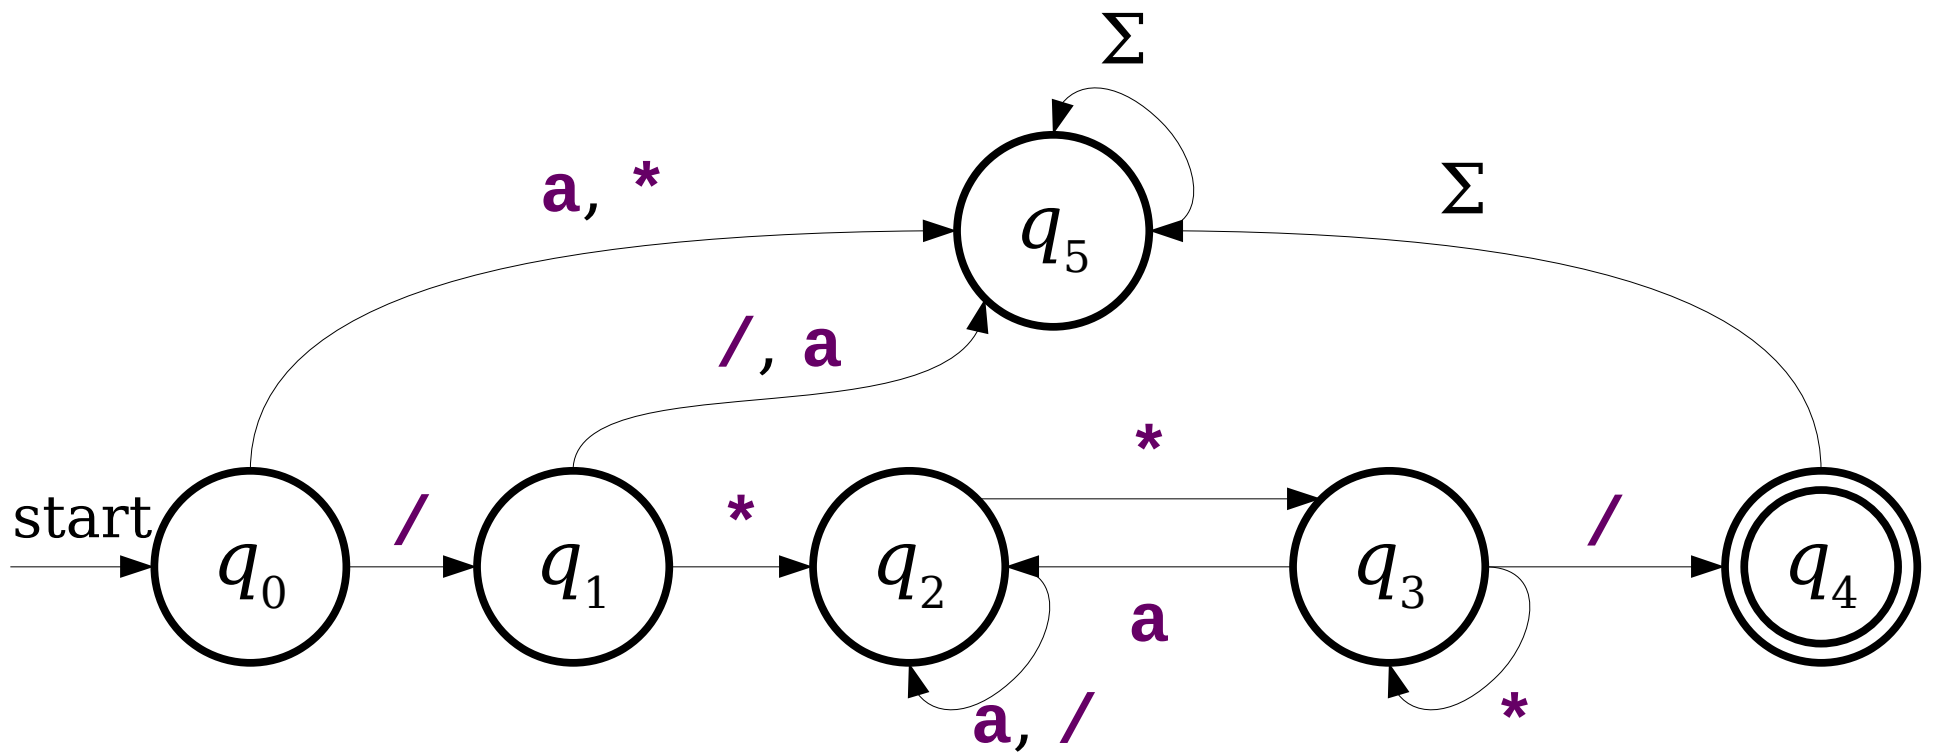 Σ
a, *
Σ
q5
/, a
*
start
/
*
/
q0
q1
q2
q3
q4
a
a, /
*